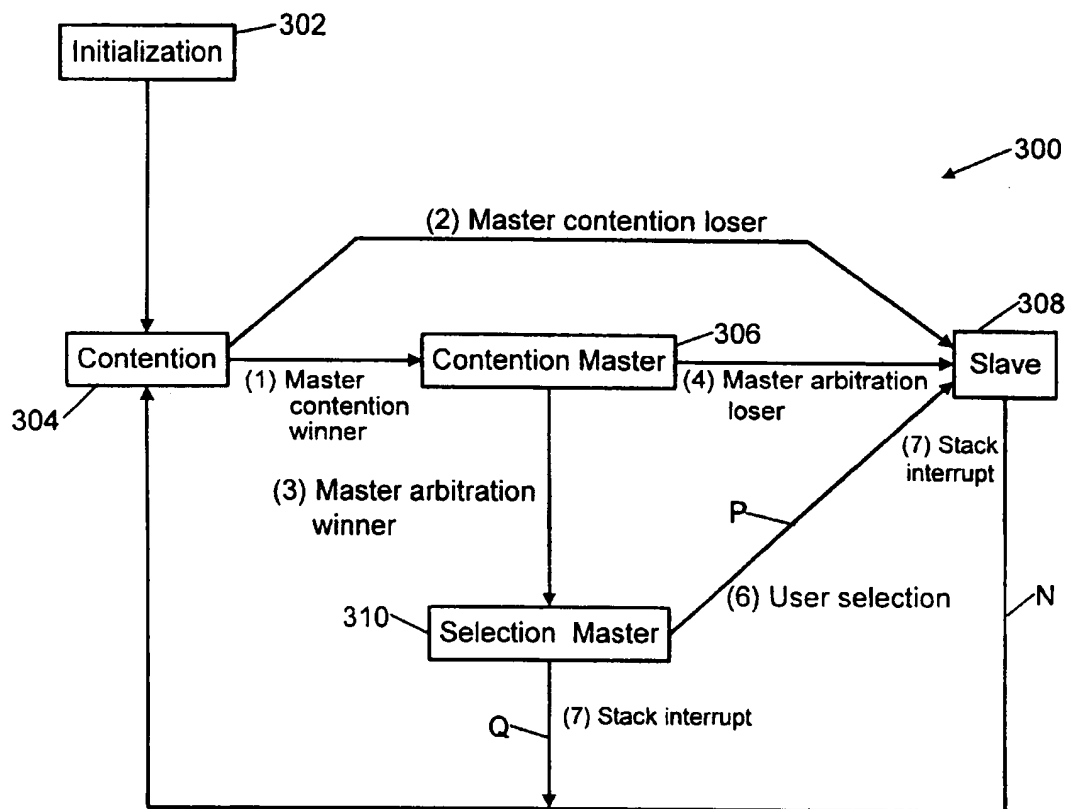 302
Initialization
300
(2) Master contention loser
308
306
Contention
Contention Master
Slave
304
(1) Master
contention
winner
(4) Master arbitration
loser
(7) Stack
interrupt
(3) Master arbitration
winner
P
(6) User selection
N
310
Selection Master
Q
(7) Stack interrupt